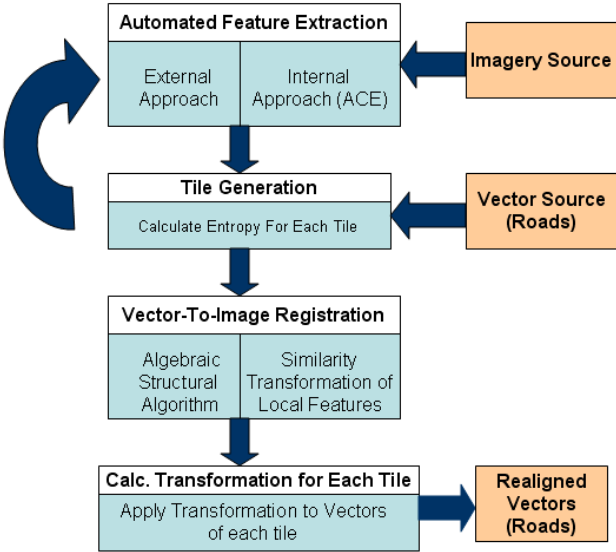 Automated Feature Extraction
External
Approach
Internal
Approach (ACE)
Imagery Source
Tile Generation
Calculate Entropy For Each Tile
Vector Source
(Roads)
Vector-To-Image Registration
Algebraic
Structural
Algorithm
Similarity
Transformation of
Local Features
Calc. Transformation for Each Tile
Apply Transformation to Vectors
of each tile
Realigned
Vectors
(Roads)